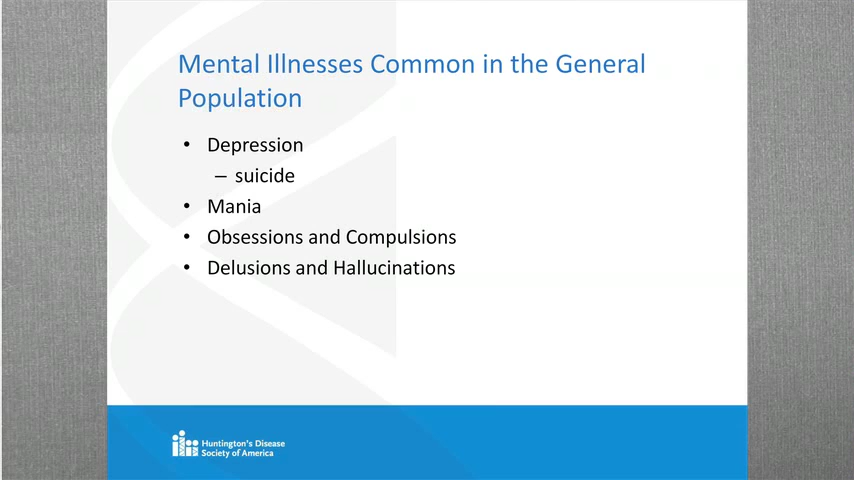 Mental Illnesses Common in the General
Population
• Depression
– suicide
• Mania
• Obsessions and Compulsions
• Delusions and Hallucinations
Huntington's Disease
Society of America